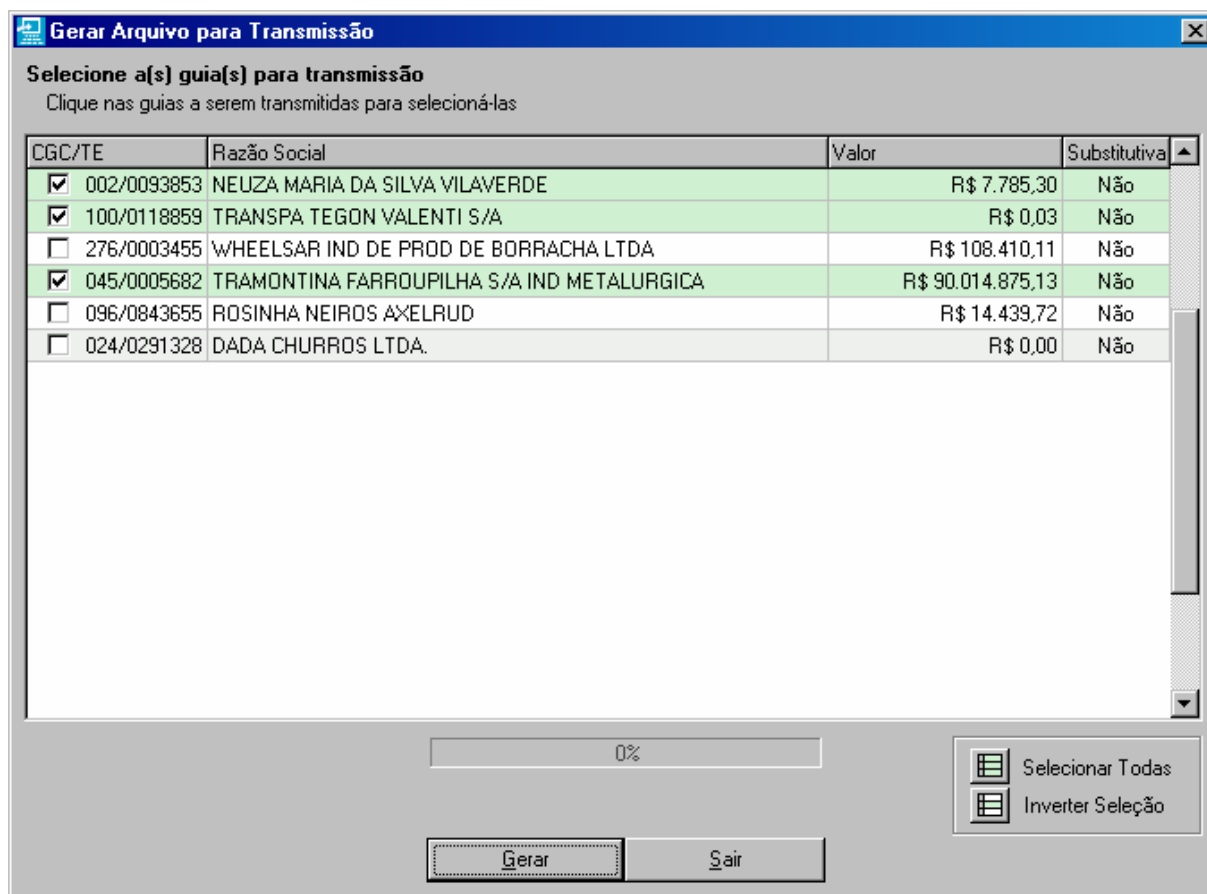 Gerar Arquivo para Transmissão
Selecione a(s) guia(s) para transmissão
Clique nas guias a serem transmitidas para selecioná-las
CGC/TE Razão Social Valor Substitutiva
002/0093853 NEUZA MARIA DA SILVA VILAVERDE R$ 7.785,30 Não
100/0118859 TRANSPA TEGON VALENTI S/A R$ 0,03 Não
276/0003455 WHEELSAR IND DE PROD DE BORRACHA LTDA R$ 108.410,11 Não
045/0005682 TRAMONTINA FARROUPILHA S/A IND METALURGICA R$ 90.014.875,13 Não
096/0843655 ROSINHA NEIROS AXELRUD R$ 14.439,72 Não
024/0291328 DADA CHURROS LTDA. R$ 0,00 Não
0%
Selecionar Todas
Inverter Seleção
Gerar Sair